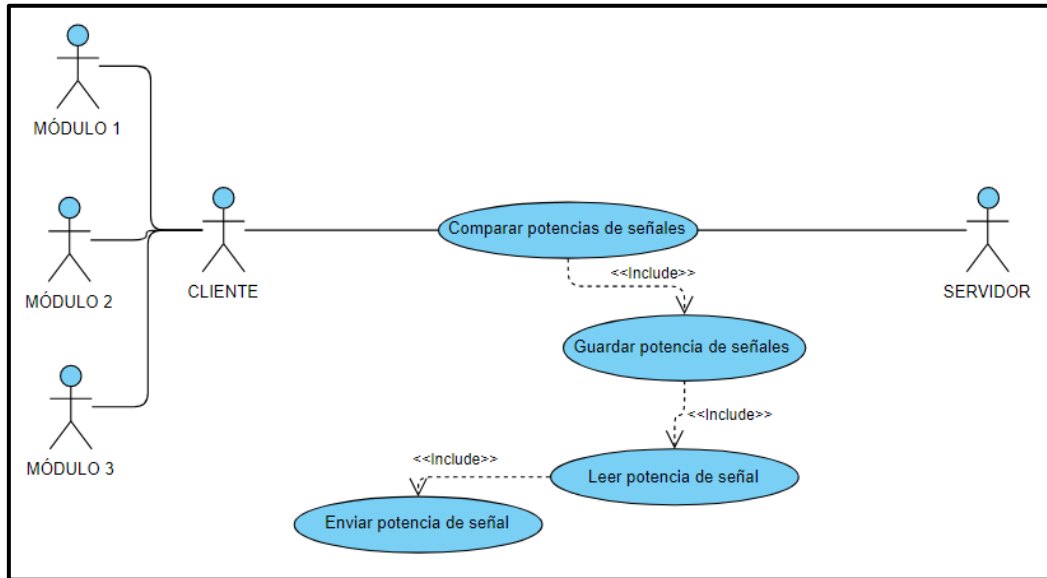 MÓDULO 1
MÓDULO 2
MÓDULO 3
CLIENTE
Comparar potencias de señales
SERVIDOR
<<Include>>
Guardar potencia de señales
<<Include>>
Leer potencia de señal
<<Include>>
Enviar potencia de señal